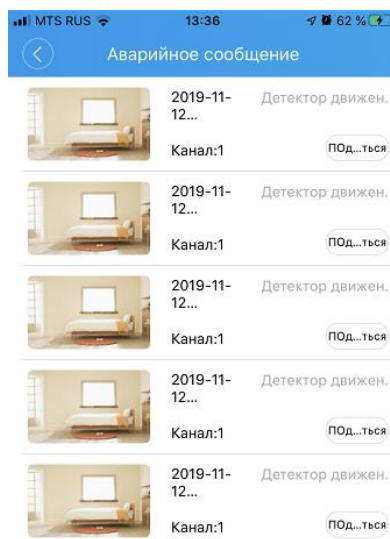 MTS RUS 13:36 62 %
Аварийное сообщение
2019-11- Детектор движен.
12...
Канал:1 ПОд...ться
2019-11- Детектор движен.
12...
Канал:1 ПОд...ться
2019-11- Детектор движен.
12...
Канал:1 ПОд...ться
2019-11- Детектор движен.
12...
Канал:1 ПОд...ться
2019-11- Детектор движен.
12...
Канал:1 ПОд...ться